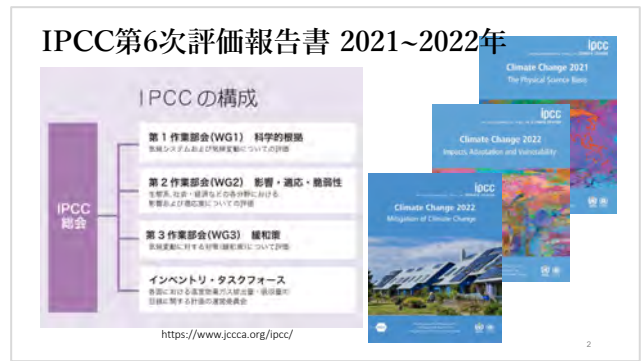 IPCC第6次評価報告書 2021~2022年
IPCCの構成
IPCC
総会
第1作業部会(WG1) 科学的根拠
気候システムおよび気候変動についての評価
第2作業部会(WG2) 影響・適応・脆弱性
生態系、社会・経済などの各分野における
影響および適応策についての評価
第3作業部会(WG3) 緩和策
気候変動に対する対策(緩和策)について評価
インベントリ・タスクフォース
各国における温室効果ガス排出量・吸収量の
目録に関する計画の運営委員会
https://www.jccca.org/ipcc/
ipcc
Climate Change 2021
The Physical Science Basis
ipcc
Climate Change 2022
Impacts, Adaptation and Vulnerability
ipcc
Climate Change 2022
Mitigation of Climate Change
2